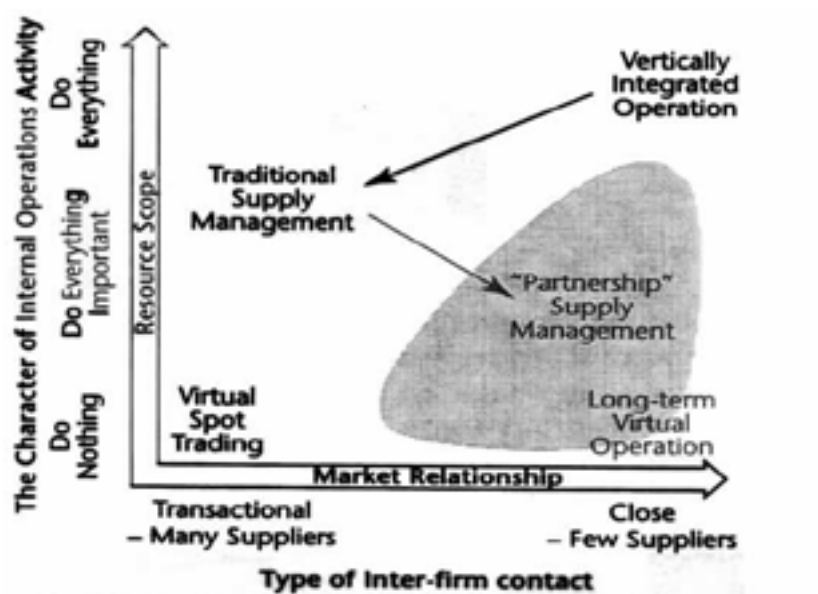 The Character of Internal Operations Activity
Do
Everything
Do Everything
Important
Do
Nothing
Resource Scope
Vertically
Integrated
Operation
Traditional
Supply
Management
"Partnership"
Supply
Management
Virtual
Spot
Trading
Long-term
Virtual
Operation
Market Relationship
Transactional
– Many Suppliers
Close
– Few Suppliers
Type of Inter-firm contact